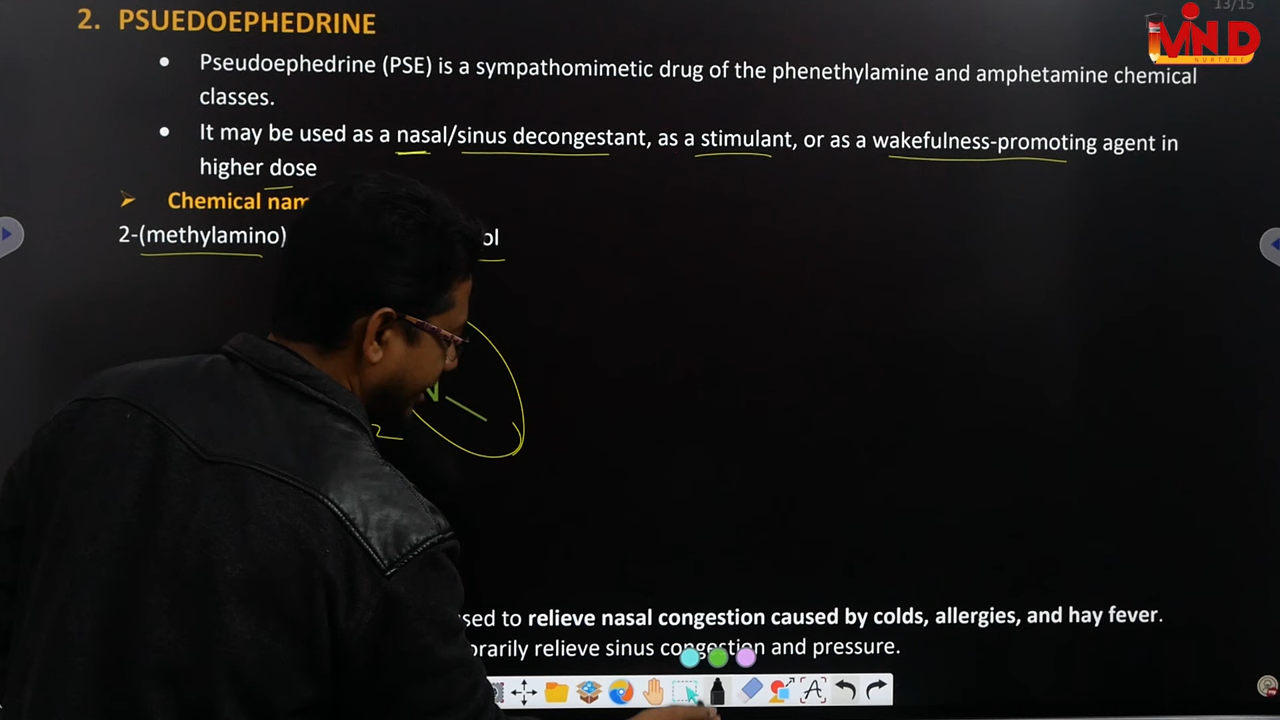 13/15
MIND
NURTURE
2. PSUEDOEPHEDRINE
• Pseudoephedrine (PSE) is a sympathomimetic drug of the phenethylamine and amphetamine chemical
classes.
• It may be used as a nasal/sinus decongestant, as a stimulant, or as a wakefulness-promoting agent in
higher dose
➤ Chemical nam
2-(methylamino) ol
2
sed to relieve nasal congestion caused by colds, allergies, and hay fever.
orarily relieve sinus congestion and pressure.
A